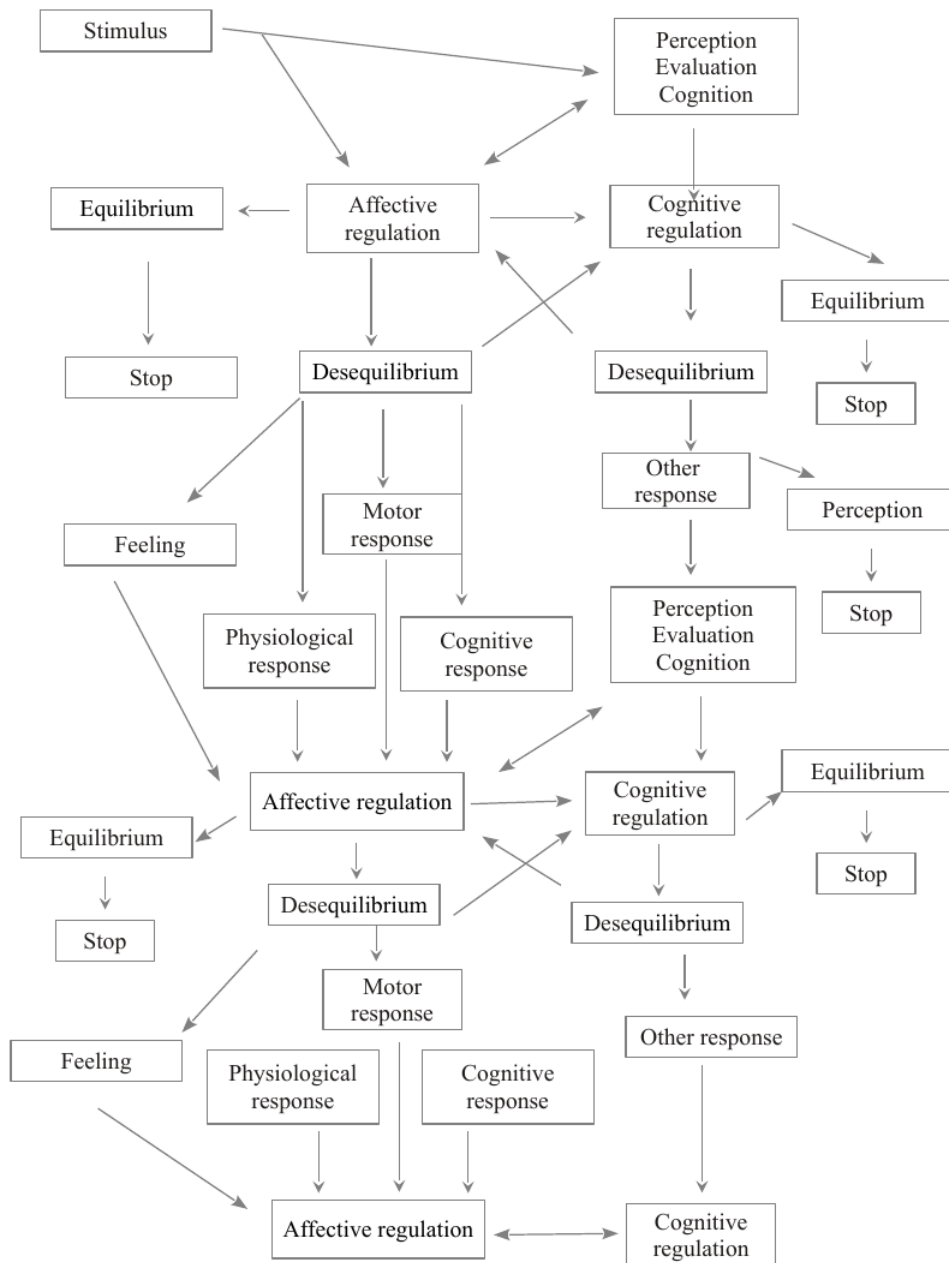 Stimulus
Perception
Evaluation
Cognition
Equilibrium
Affective
regulation
Cognitive
regulation
Equilibrium
Stop
Desequilibrium
Desequilibrium
Stop
Other
response
Motor
response
Perception
Feeling
Physiological
response
Cognitive
response
Perception
Evaluation
Cognition
Stop
Affective regulation
Cognitive
regulation
Equilibrium
Equilibrium
Stop
Desequilibrium
Desequilibrium
Stop
Motor
response
Other response
Feeling
Physiological
response
Cognitive
response
Affective regulation
Cognitive
regulation